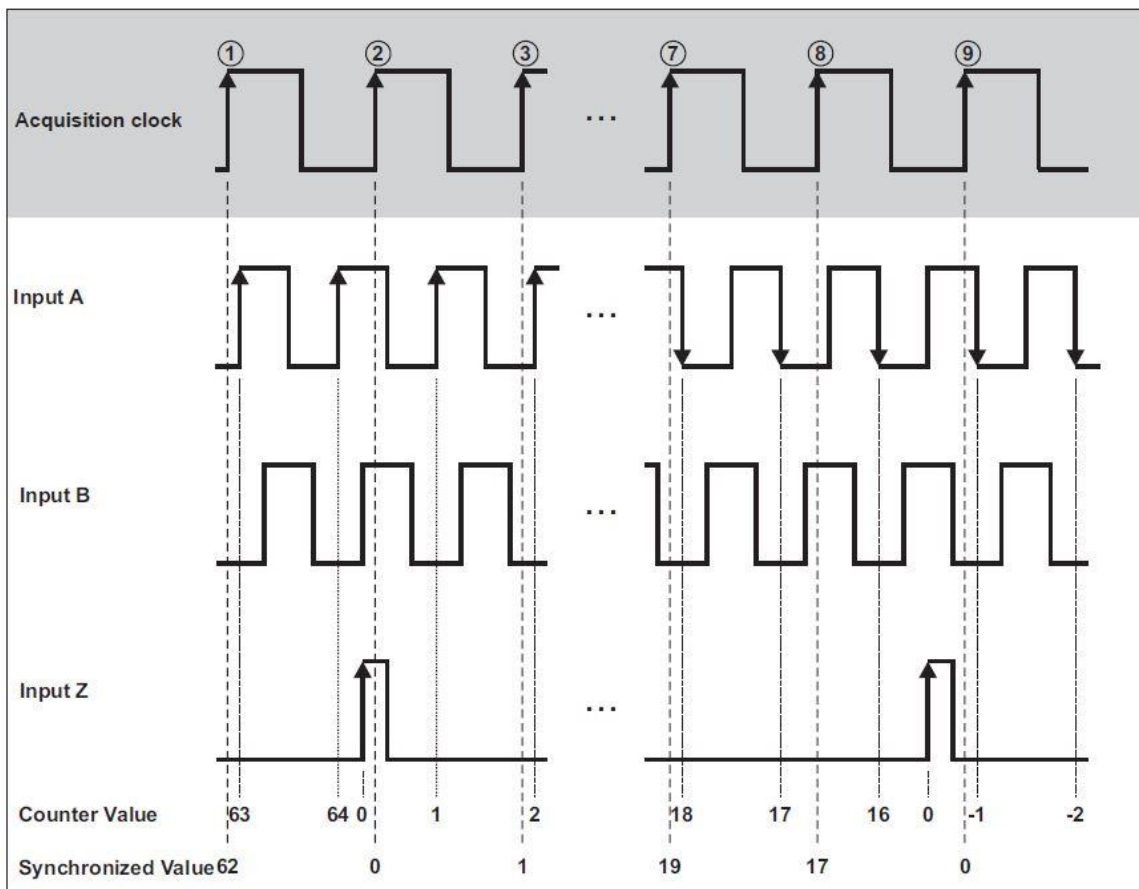 ① ② ③ ⑦ ⑧ ⑨
Acquisition clock ...
Input A ...
Input B ...
Input Z ...
Counter Value 63 64 0 1 2 18 17 16 0 -1 -2
Synchronized Value 62 0 1 19 17 0